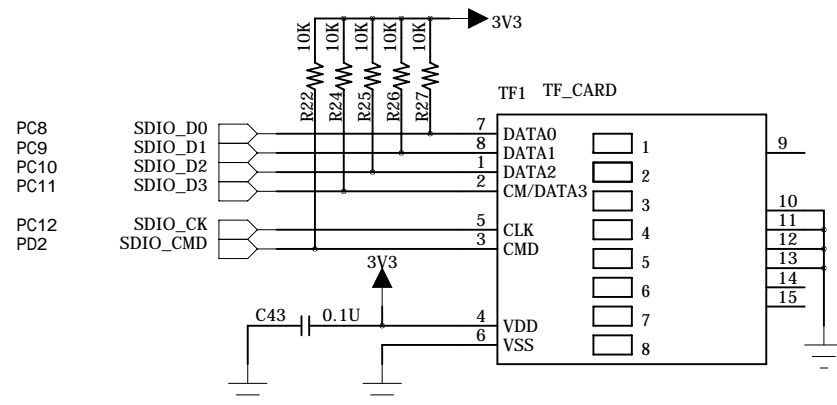 10K 10K 10K 10K 10K 3V3
R22 R24 R25 R26 R27
TF1 TF_CARD
PC8 SDIO_D0 7 DATA0 1 9
PC9 SDIO_D1 8 DATA1
PC10 SDIO_D2 1 DATA2 2
PC11 SDIO_D3 2 CM/DATA3
3 10
PC12 SDIO_CK 5 CLK 4 11
PD2 SDIO_CMD 3 CMD 12
3V3 5 13
6 14
15
C43 0.1U 4 VDD 7
6 VSS 8